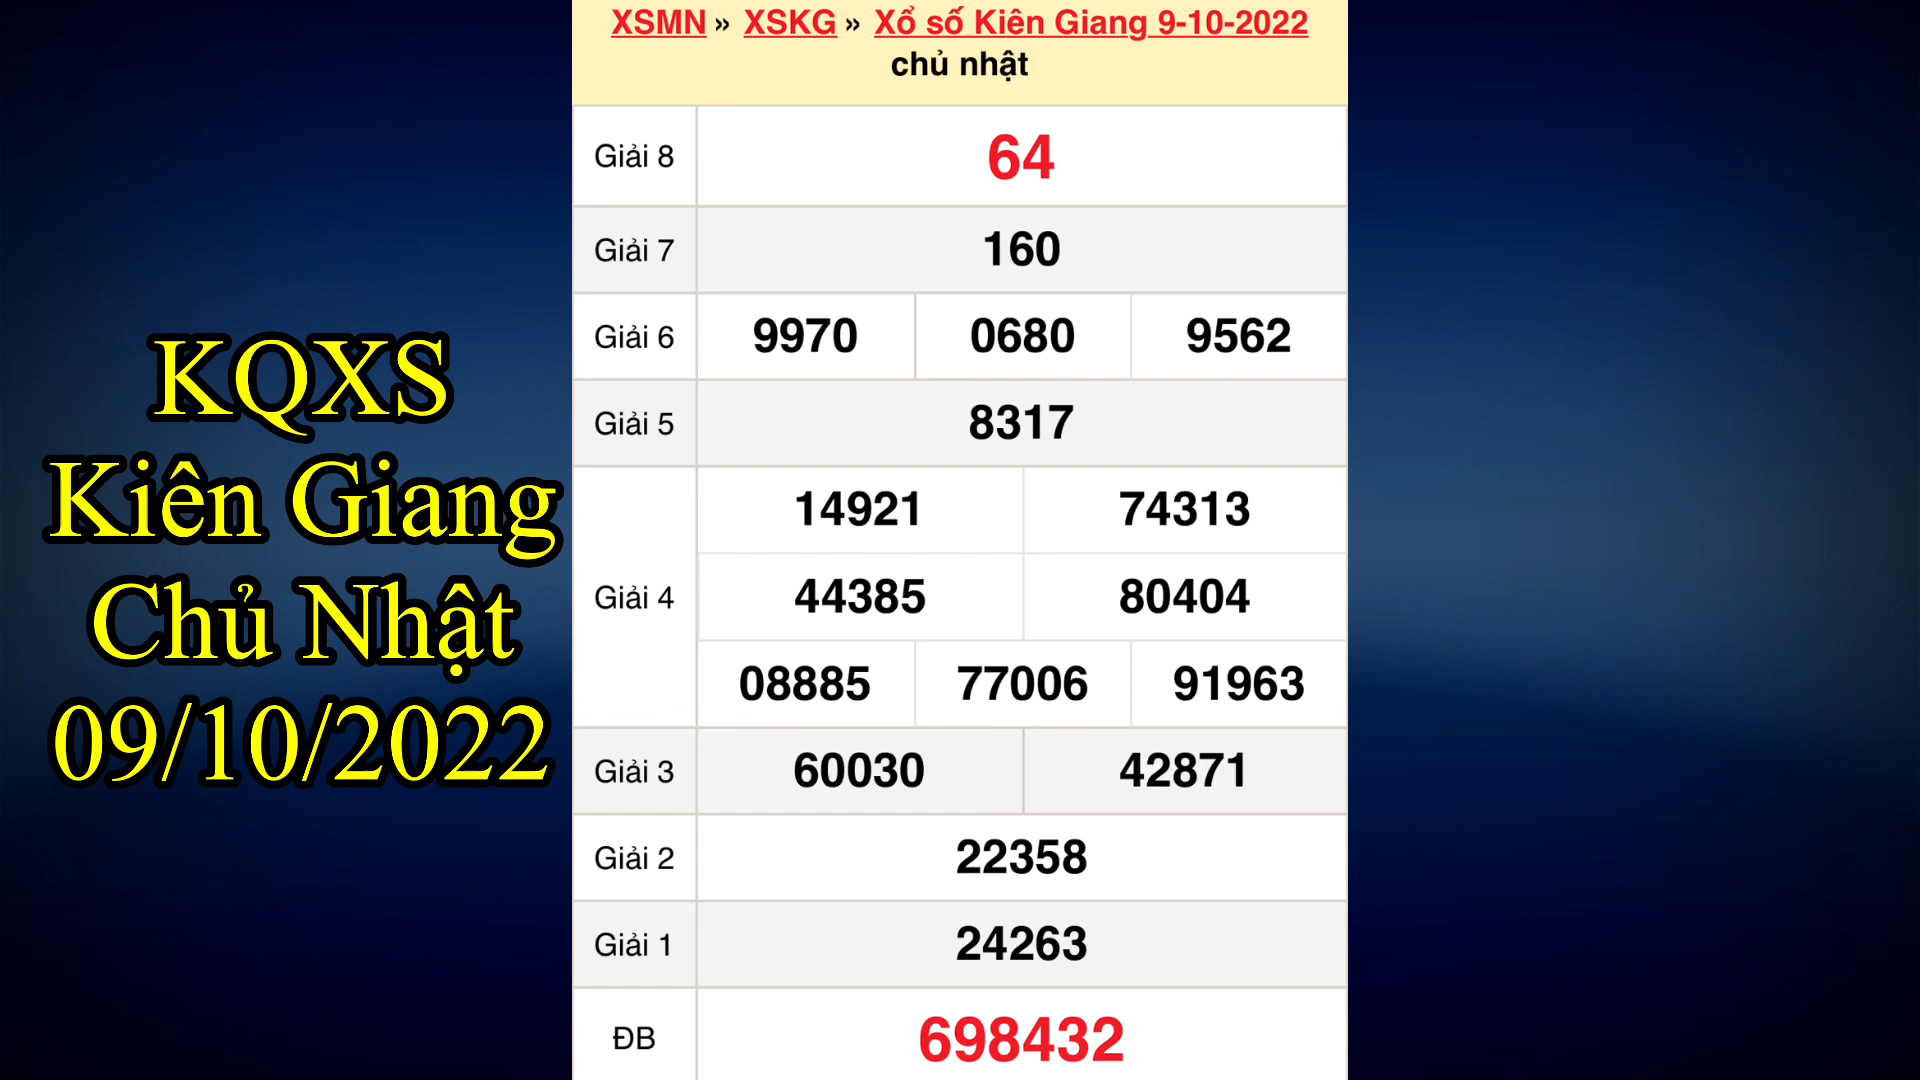 KQXS
Kiên Giang
Chủ Nhật
09/10/2022
XSMN » XSKG » Xổ số Kiên Giang 9-10-2022
chủ nhật
Giải 8 64
Giải 7 160
Giải 6 9970 0680 9562
Giải 5 8317
Giải 4
14921 74313
44385 80404
08885 77006 91963
Giải 3 60030 42871
Giải 2 22358
Giải 1 24263
ĐB 698432